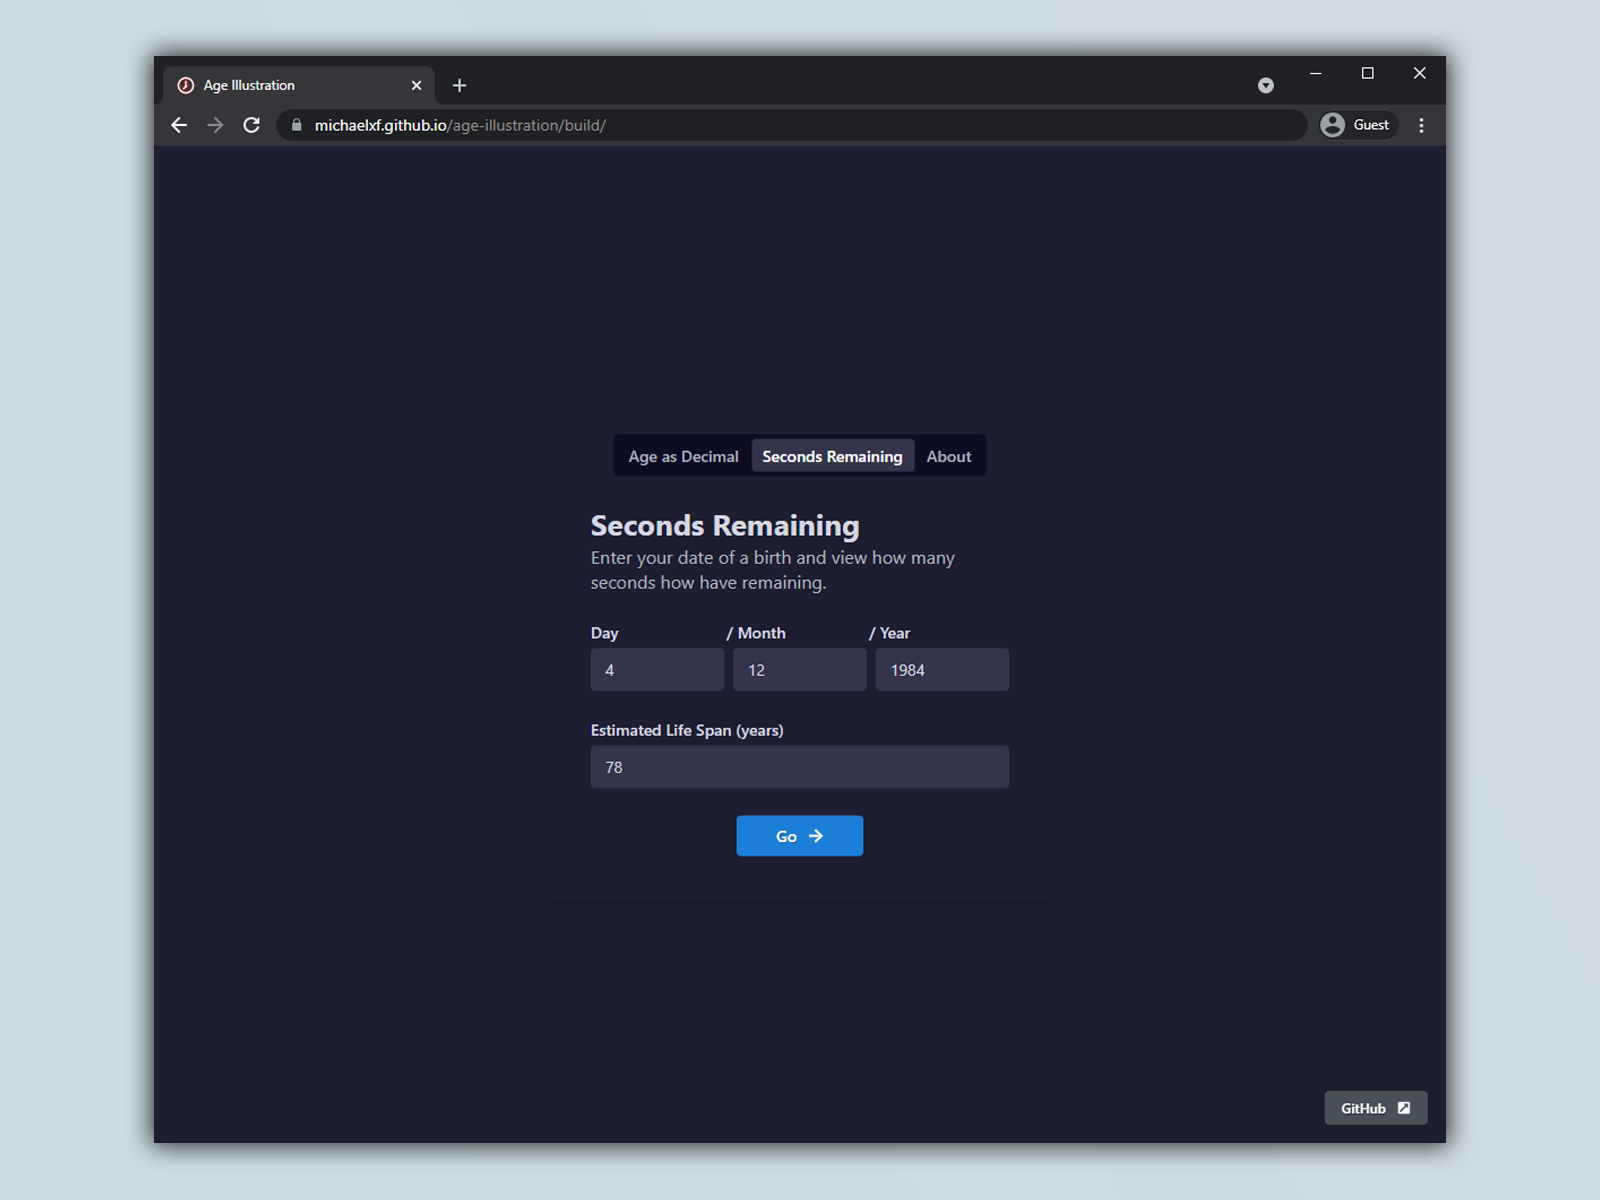 Age Illustration
michaelxf.github.io/age-illustration/build/
Guest
Age as Decimal Seconds Remaining About
Seconds Remaining
Enter your date of a birth and view how many
seconds how have remaining.
Day / Month / Year
4 12 1984
Estimated Life Span (years)
78
Go
GitHub